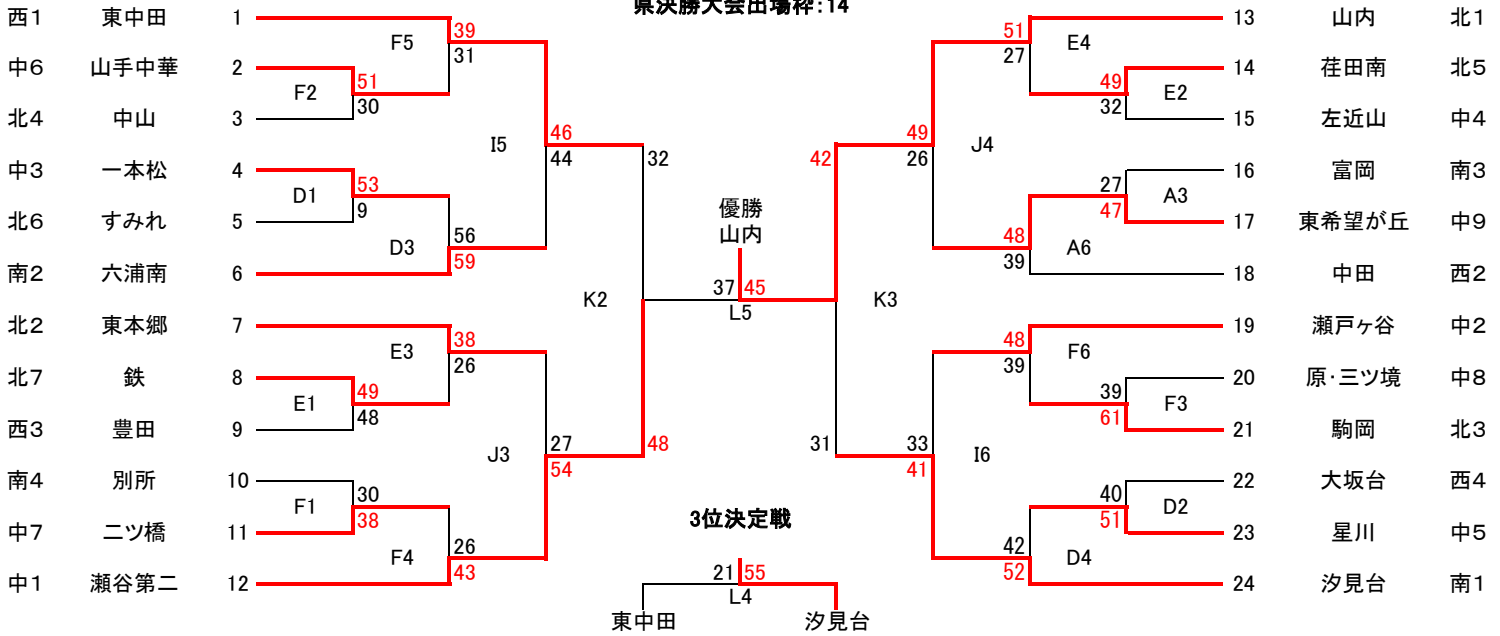 県決勝大会出場枠:14
西1 東中田 1
中6 山手中華 2
北4 中山 3
中3 一本松 4
北6 すみれ 5
南2 六浦南 6
北2 東本郷 7
北7 鉄 8
西3 豊田 9
南4 別所 10
中7 二ツ橋 11
中1 瀬谷第二 12
F5 39 31
F2 51 30
I5 46 44
D1 53 9
D3 56 59
K2 32 48
E3 38 26
E1 49 48
J3 27 54
F1 30 38
F4 26 43
優勝
山内
37 45
L5
3位決定戦
21 55
L4
東中田 汐見台
13 山内 北1
14 荏田南 北5
15 左近山 中4
16 富岡 南3
17 東希望が丘 中9
18 中田 西2
19 瀬戸ヶ谷 中2
20 原・三ツ境 中8
21 駒岡 北3
22 大坂台 西4
23 星川 中5
24 汐見台 南1
51 27 E4
49 32 E2
49 26 J4
27 47 A3
48 39 A6
42 31 K3
48 39 F6
39 61 F3
33 41 I6
40 51 D2
42 52 D4